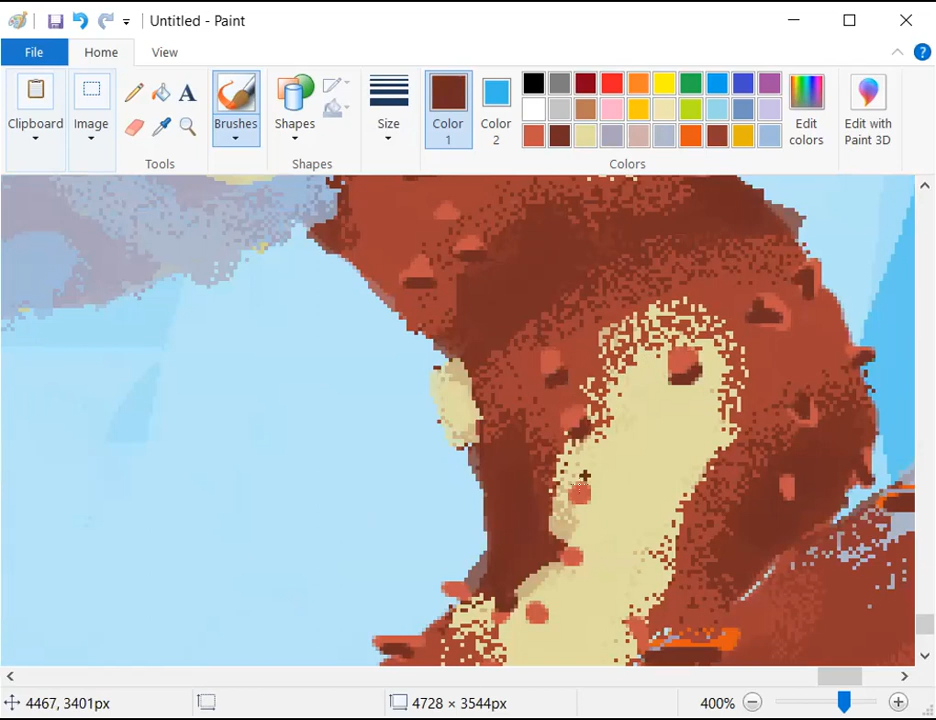 Untitled - Paint
File Home View
Clipboard Image Brushes Shapes Size Color 1 Color 2 Edit colors Edit with Paint 3D
Tools Shapes Colors
4467, 3401px 4728 × 3544px 400%